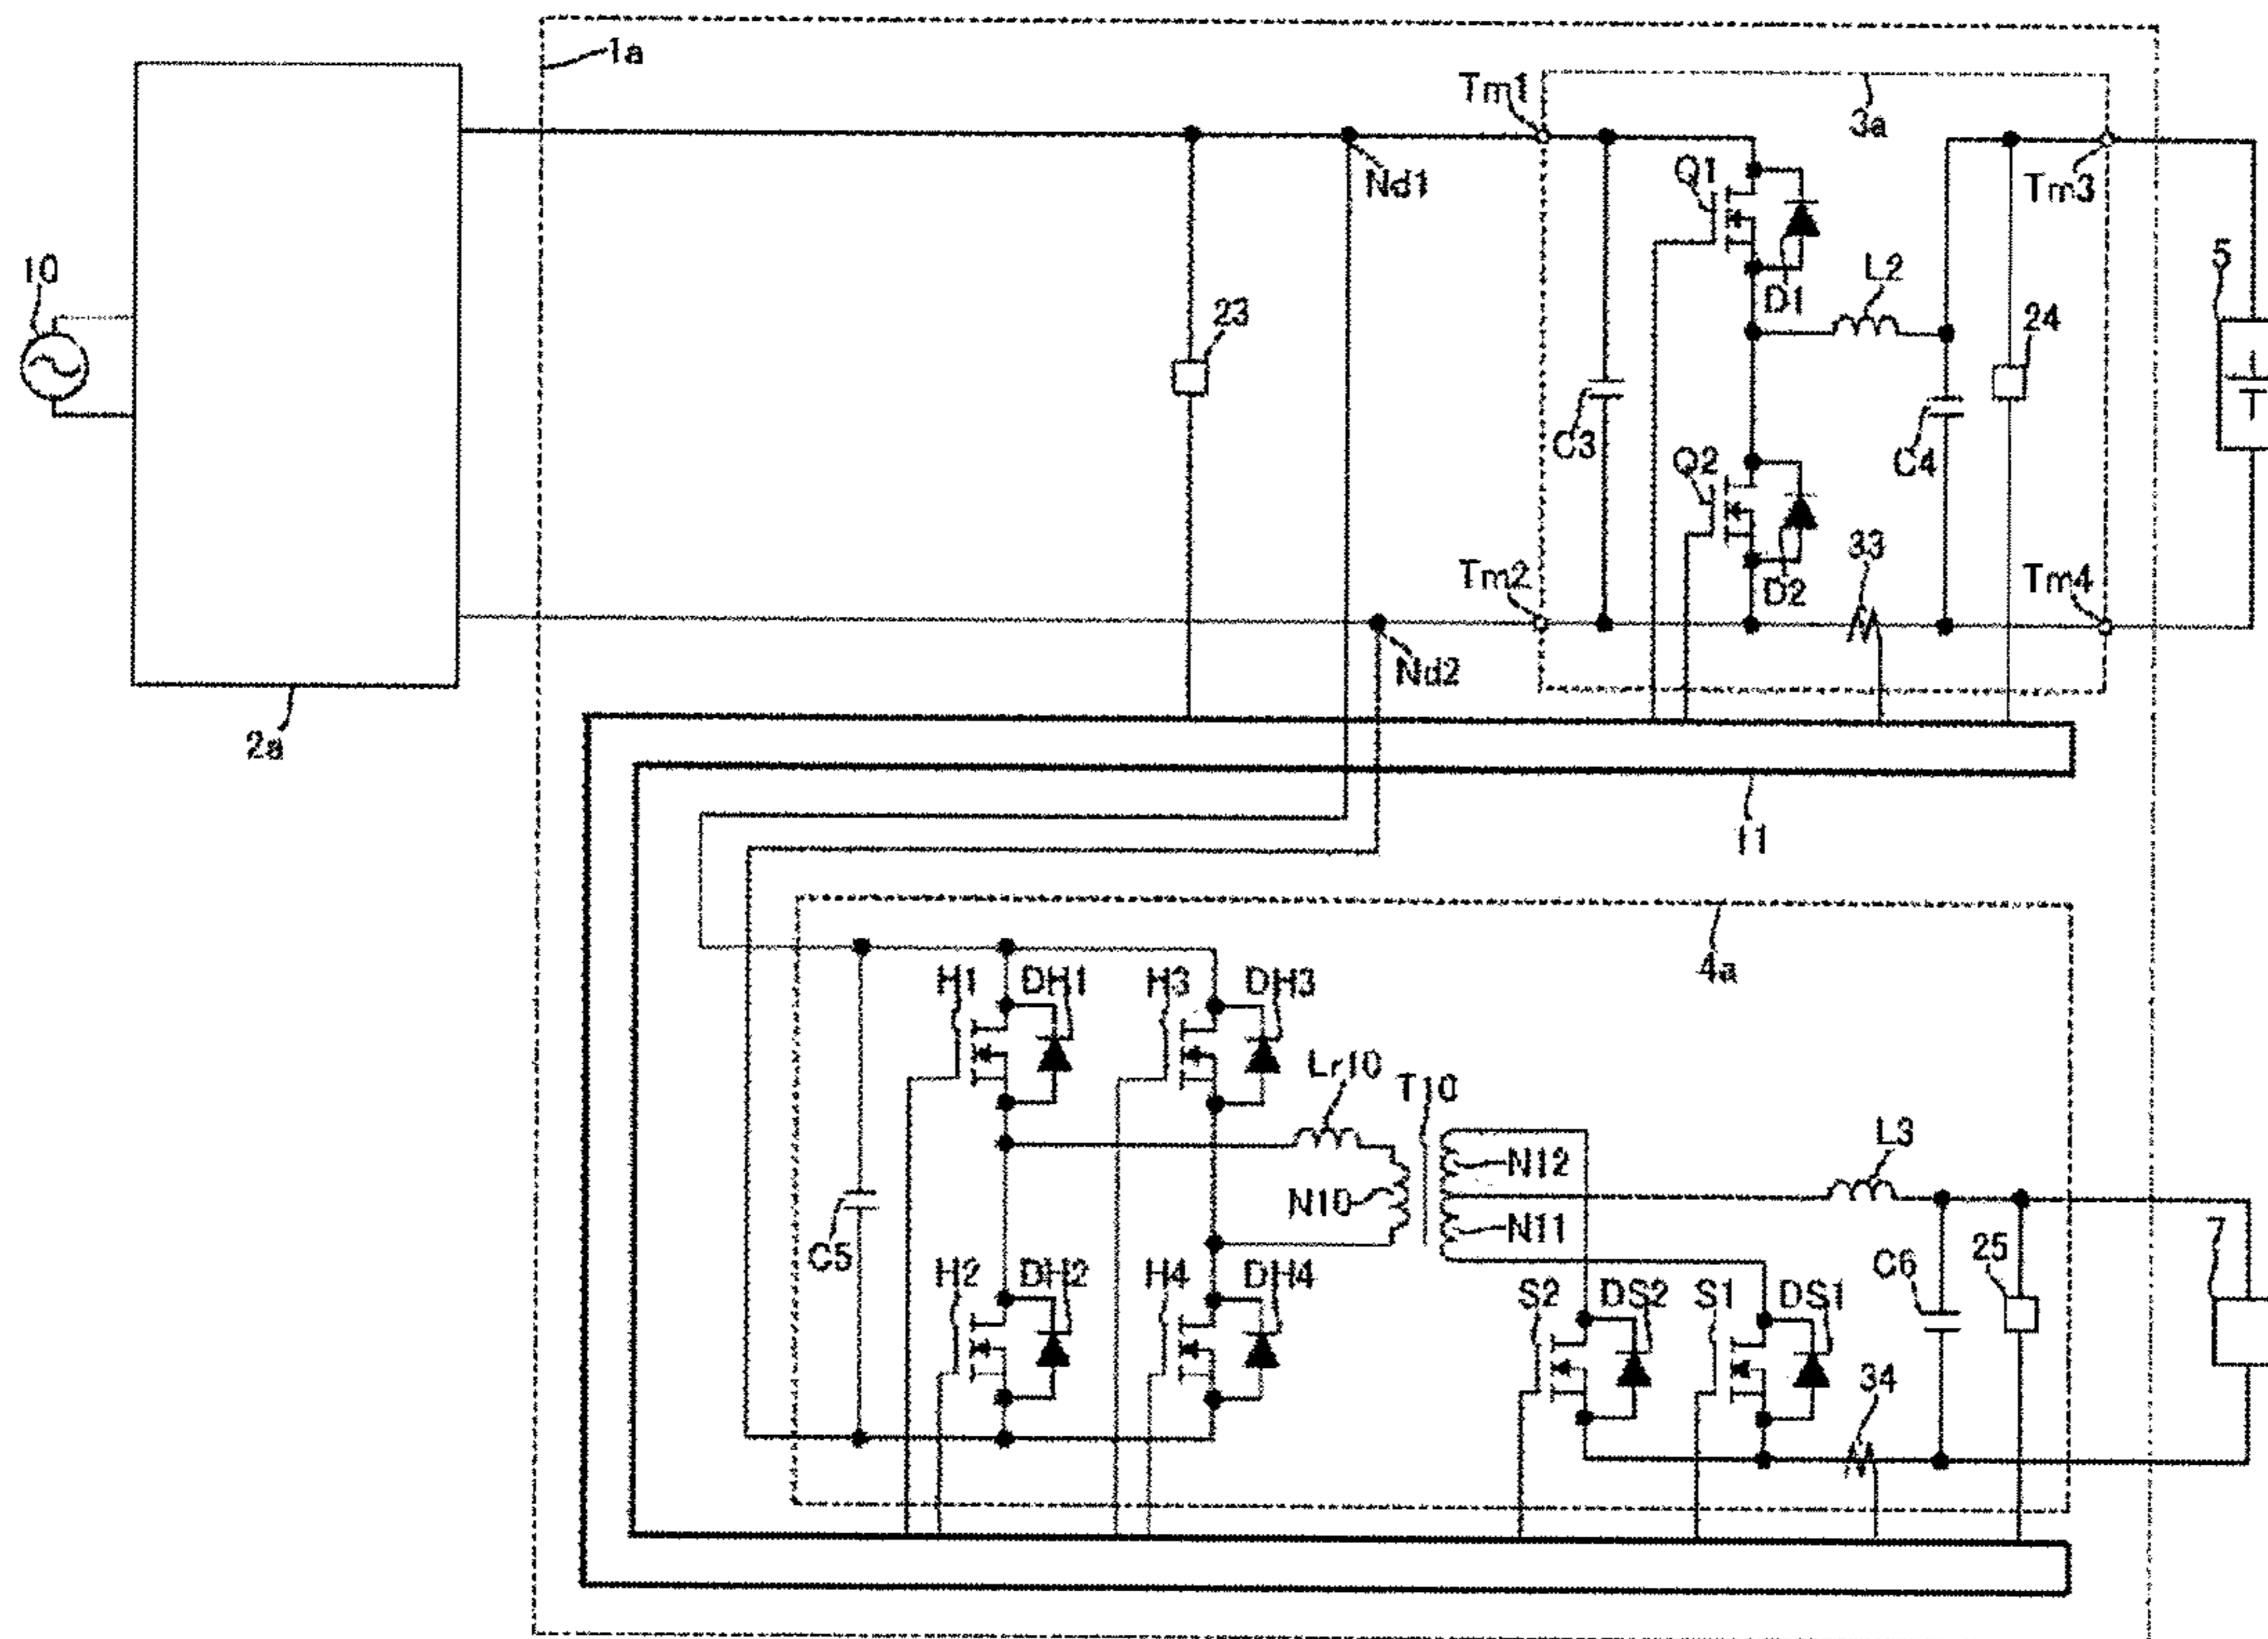 1a
Tm1
3a
Nd1
Q1
Tm3
10
D1
L2
5
23
24
C3
C4
Q2
33
Tm2
D2
Tm4
Nd2
2a
11
4a
H1
DH1
H3
DH3
Lr10
T10
L3
N12
N10
N11
C5
H2
DH2
H4
DH4
S2
DS2
S1
DS1
C6
25
7
34